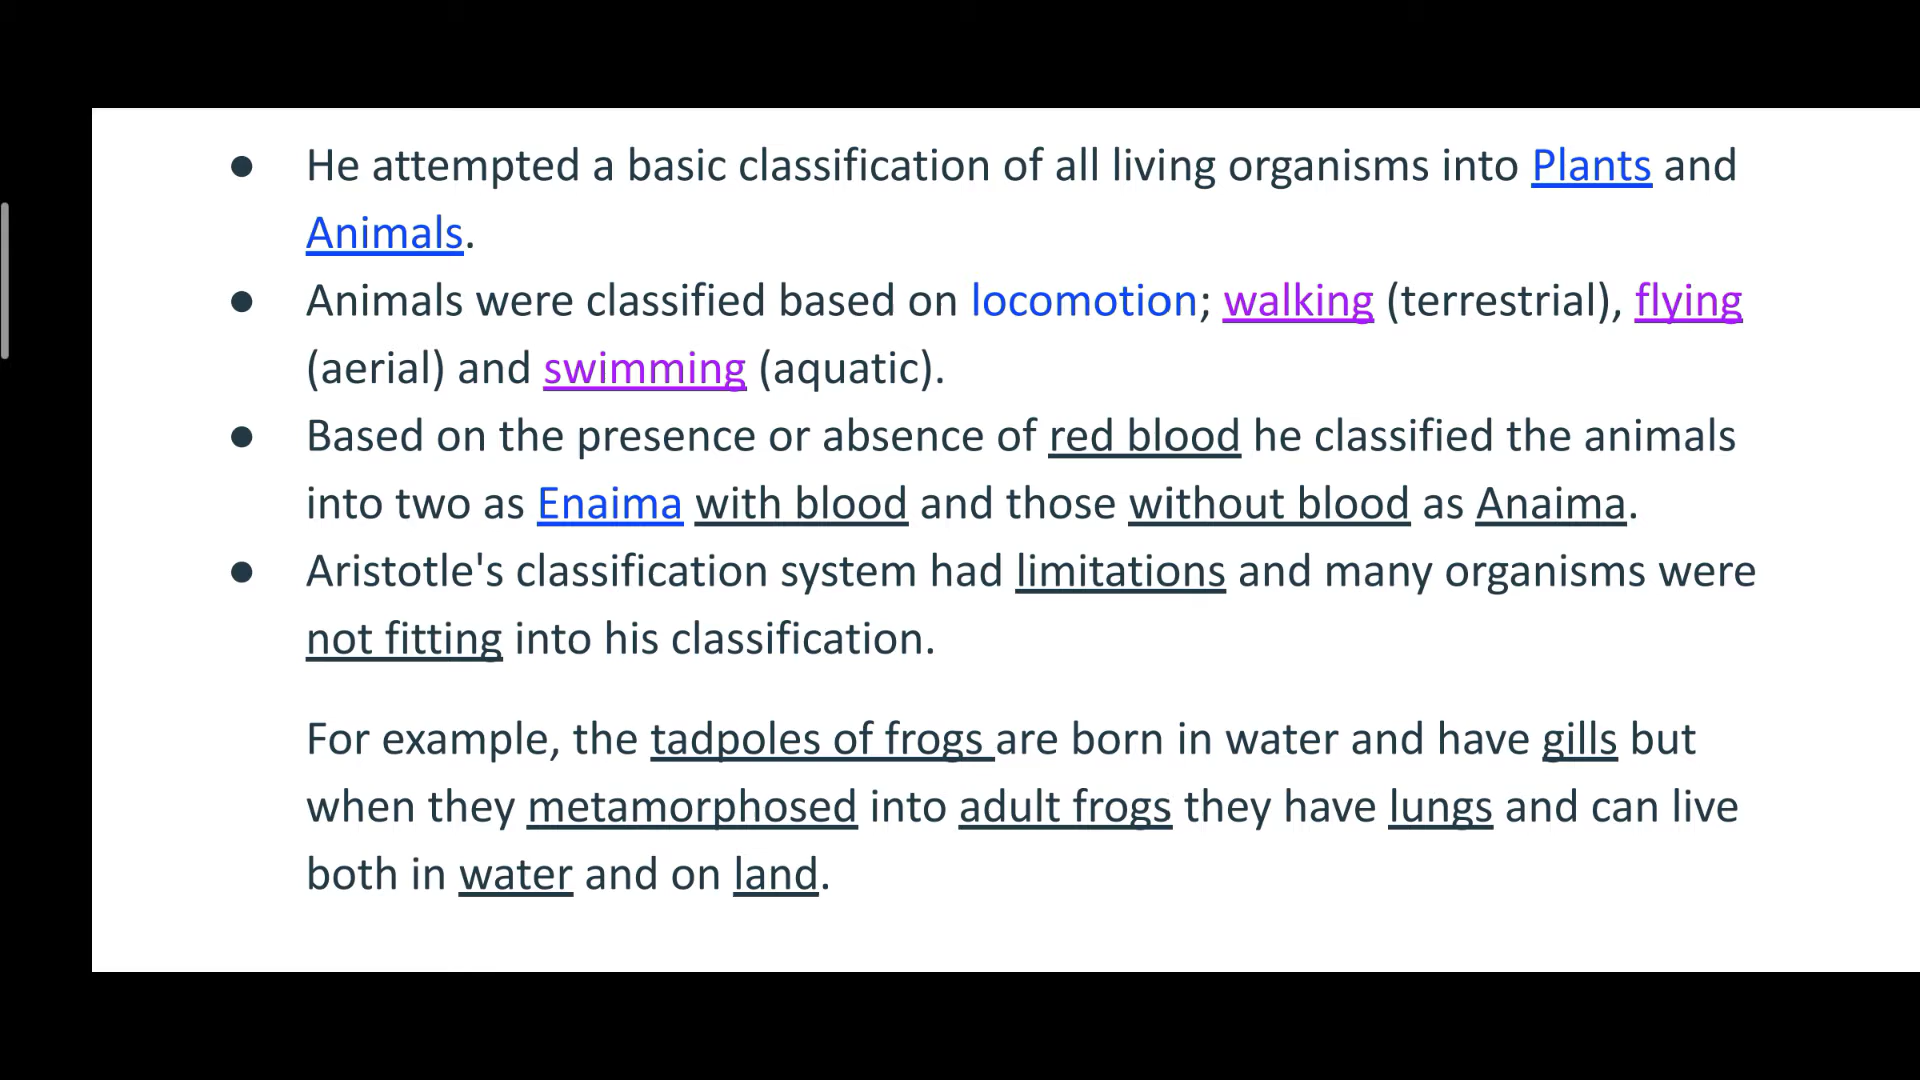 ● He attempted a basic classification of all living organisms into Plants and
Animals.
● Animals were classified based on locomotion; walking (terrestrial), flying
(aerial) and swimming (aquatic).
● Based on the presence or absence of red blood he classified the animals
into two as Enaima with blood and those without blood as Anaima.
● Aristotle's classification system had limitations and many organisms were
not fitting into his classification.
For example, the tadpoles of frogs are born in water and have gills but
when they metamorphosed into adult frogs they have lungs and can live
both in water and on land.